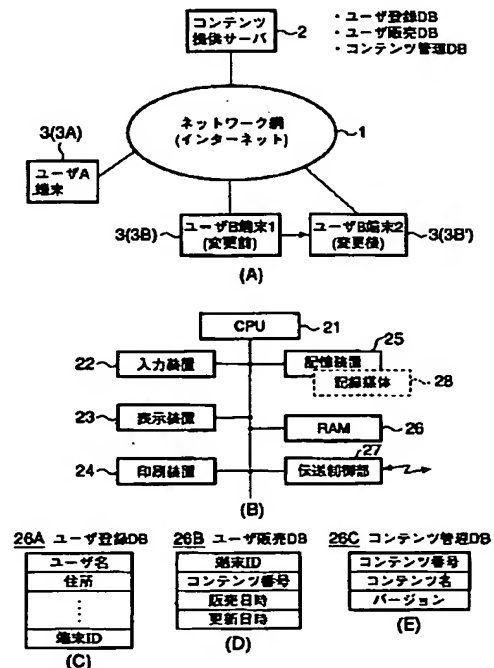 コンテンツ
提供サーバ
2
・ユーザ登録DB
・ユーザ販売DB
・コンテンツ管理DB
ネットワーク網
(インターネット)
1
3(3A)
ユーザA
端末
3(3B)
ユーザB端末1
(変更前)
ユーザB端末2
(変更後)
3(3B')
(A)
CPU
21
22
入力装置
25
記憶装置
記録媒体
28
23
表示装置
RAM
26
27
24
印刷装置
伝送制御部
(B)
26A ユーザ登録DB
ユーザ名
住所
端末ID
(C)
26B ユーザ販売DB
端末ID
コンテンツ番号
販売日時
更新日時
(D)
26C コンテンツ管理DB
コンテンツ番号
コンテンツ名
バージョン
(E)